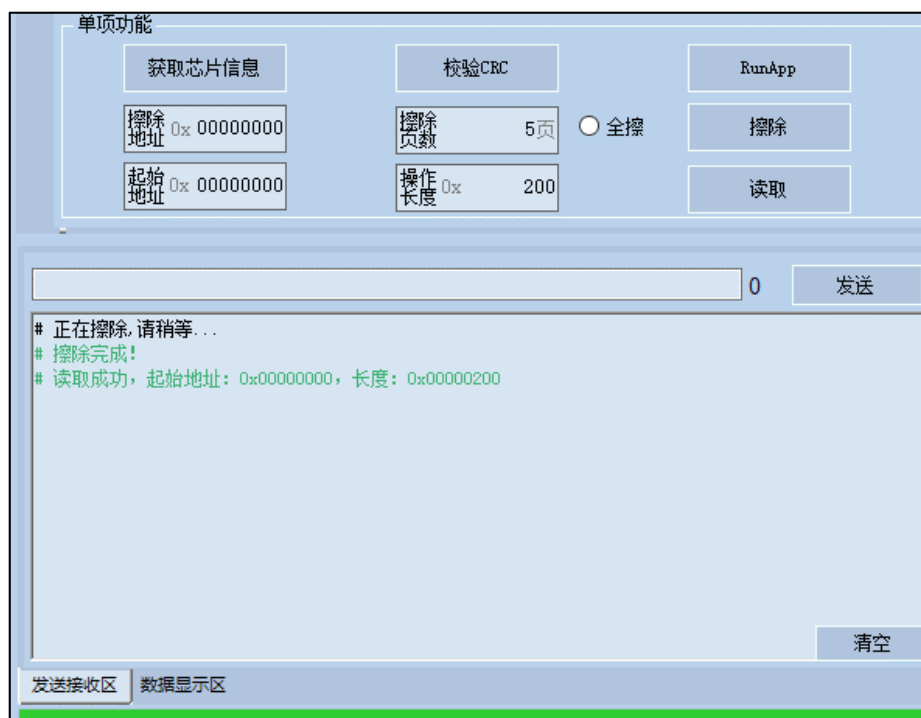 单项功能
获取芯片信息 校验CRC RunApp
擦除地址 0x 00000000 擦除页数 5页 全擦 擦除
起始地址 0x 00000000 操作长度 0x 200 读取
0 发送
# 正在擦除,请稍等...
# 擦除完成!
# 读取成功，起始地址: 0x00000000, 长度: 0x00000200
清空
发送接收区 数据显示区